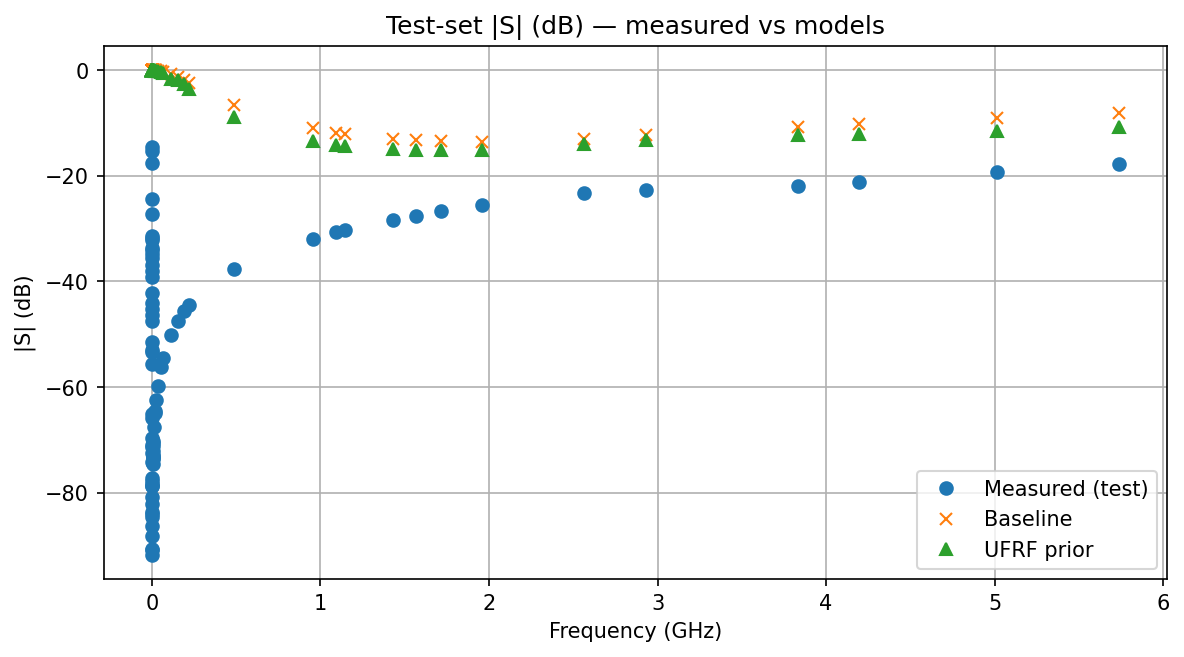 Test-set |S| (dB) — measured vs models
0
−20
−40
−60
−80
|S| (dB)
0
1
2
3
4
5
6
Frequency (GHz)
Measured (test)
Baseline
UFRF prior